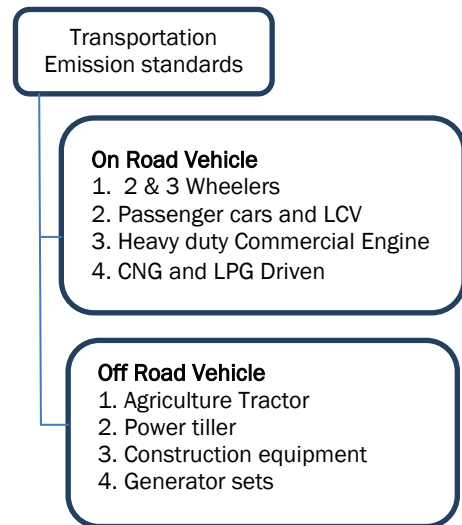 Transportation
Emission standards
On Road Vehicle
1. 2 & 3 Wheelers
2. Passenger cars and LCV
3. Heavy duty Commercial Engine
4. CNG and LPG Driven
Off Road Vehicle
1. Agriculture Tractor
2. Power tiller
3. Construction equipment
4. Generator sets